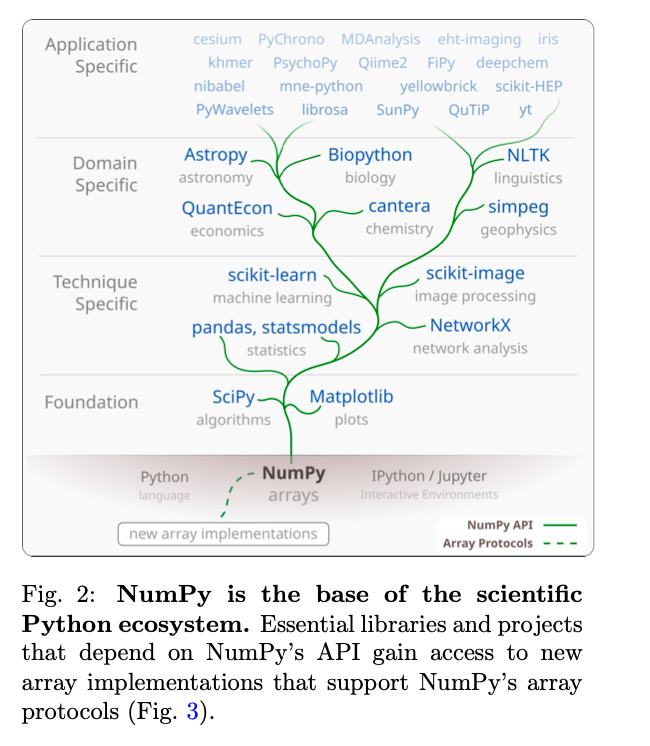 Application
Specific
cesium PyChrono MDAnalysis eht-imaging iris
khmer PsychoPy Qiime2 FiPy deepchem
nibabel mne-python yellowbrick scikit-HEP
PyWavelets librosa SunPy QuTiP yt
Domain
Specific
Astropy Biopython NLTK
astronomy biology linguistics
QuantEcon cantera simpeg
economics chemistry geophysics
Technique
Specific
scikit-learn scikit-image
machine learning image processing
pandas, statsmodels NetworkX
statistics network analysis
Foundation
SciPy Matplotlib
algorithms plots
Python NumPy IPython / Jupyter
language arrays Interactive Environments
new array implementations
NumPy API
Array Protocols
Fig. 2: NumPy is the base of the scientific
Python ecosystem. Essential libraries and projects
that depend on NumPy’s API gain access to new
array implementations that support NumPy’s array
protocols (Fig. 3).